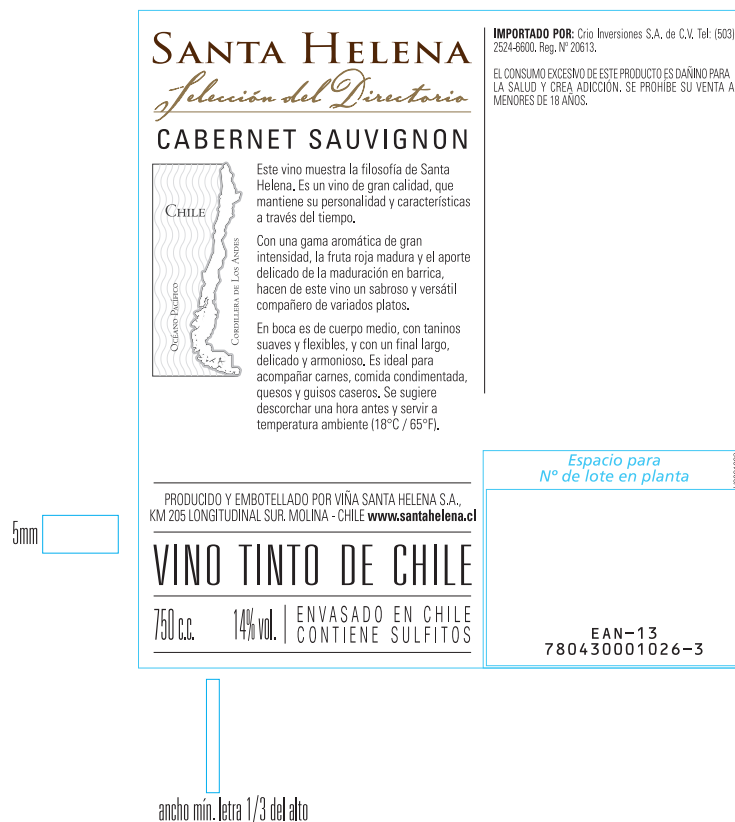 SANTA HELENA
Selección del Directorio
CABERNET SAUVIGNON
Este vino muestra la filosofía de Santa
Helena. Es un vino de gran calidad, que
mantiene su personalidad y características
a través del tiempo.
Con una gama aromática de gran
intensidad, la fruta roja madura y el aporte
delicado de la maduración en barrica,
hacen de este vino un sabroso y versátil
compañero de variados platos.
En boca es de cuerpo medio, con taninos
suaves y flexibles, y con un final largo,
delicado y armonioso. Es ideal para
acompañar carnes, comida condimentada,
quesos y guisos caseros. Se sugiere
descorchar una hora antes y servir a
temperatura ambiente (18°C / 65°F).
CHILE
OCÉANO PACÍFICO
CORDILLERA DE LOS ANDES
PRODUCIDO Y EMBOTELLADO POR VIÑA SANTA HELENA S.A.,
KM 205 LONGITUDINAL SUR. MOLINA - CHILE www.santahelena.cl
VINO TINTO DE CHILE
750 c.c.
14% vol.
ENVASADO EN CHILE
CONTIENE SULFITOS
IMPORTADO POR: Crio Inversiones S.A. de C.V. Tel: (503)
2524-6600. Reg. Nº 20613.
EL CONSUMO EXCESIVO DE ESTE PRODUCTO ES DAÑINO PARA
LA SALUD Y CREA ADICCIÓN. SE PROHÍBE SU VENTA A
MENORES DE 18 AÑOS.
Espacio para
Nº de lote en planta
EAN-13
780430001026-3
5mm
ancho mín. letra 1/3 del alto